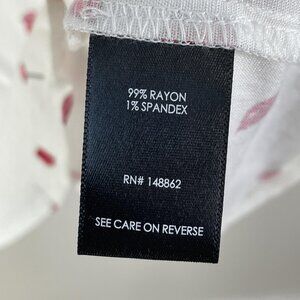 99% RAYON
1% SPANDEX
RN# 148862
SEE CARE ON REVERSE